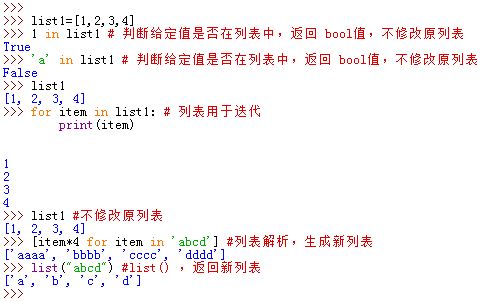 >>>
>>> list1=[1,2,3,4]
>>> 1 in list1 # 判断给定值是否在列表中，返回 bool值，不修改原列表
True
>>> 'a' in list1 # 判断给定值是否在列表中，返回 bool值，不修改原列表
False
>>> list1
[1, 2, 3, 4]
>>> for item in list1: # 列表用于迭代
        print(item)
1
2
3
4
>>> list1 #不修改原列表
[1, 2, 3, 4]
>>> [item*4 for item in 'abcd'] #列表解析，生成新列表
['aaaa', 'bbbb', 'cccc', 'dddd']
>>> list("abcd") #list() ，返回新列表
['a', 'b', 'c', 'd']
>>>